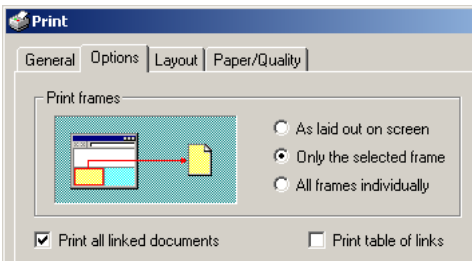 Print
General Options Layout Paper/Quality
Print frames
As laid out on screen
Only the selected frame
All frames individually
Print all linked documents Print table of links